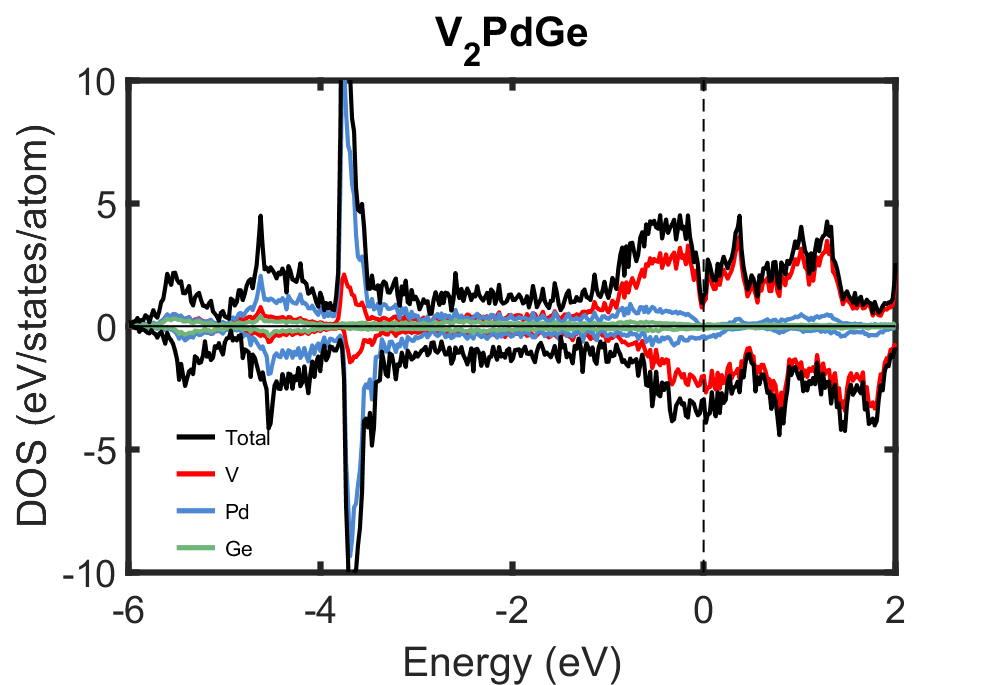 V₂PdGe
10
5
0
-5
-10
DOS (eV/states/atom)
Total
V
Pd
Ge
-6 -4 -2 0 2
Energy (eV)